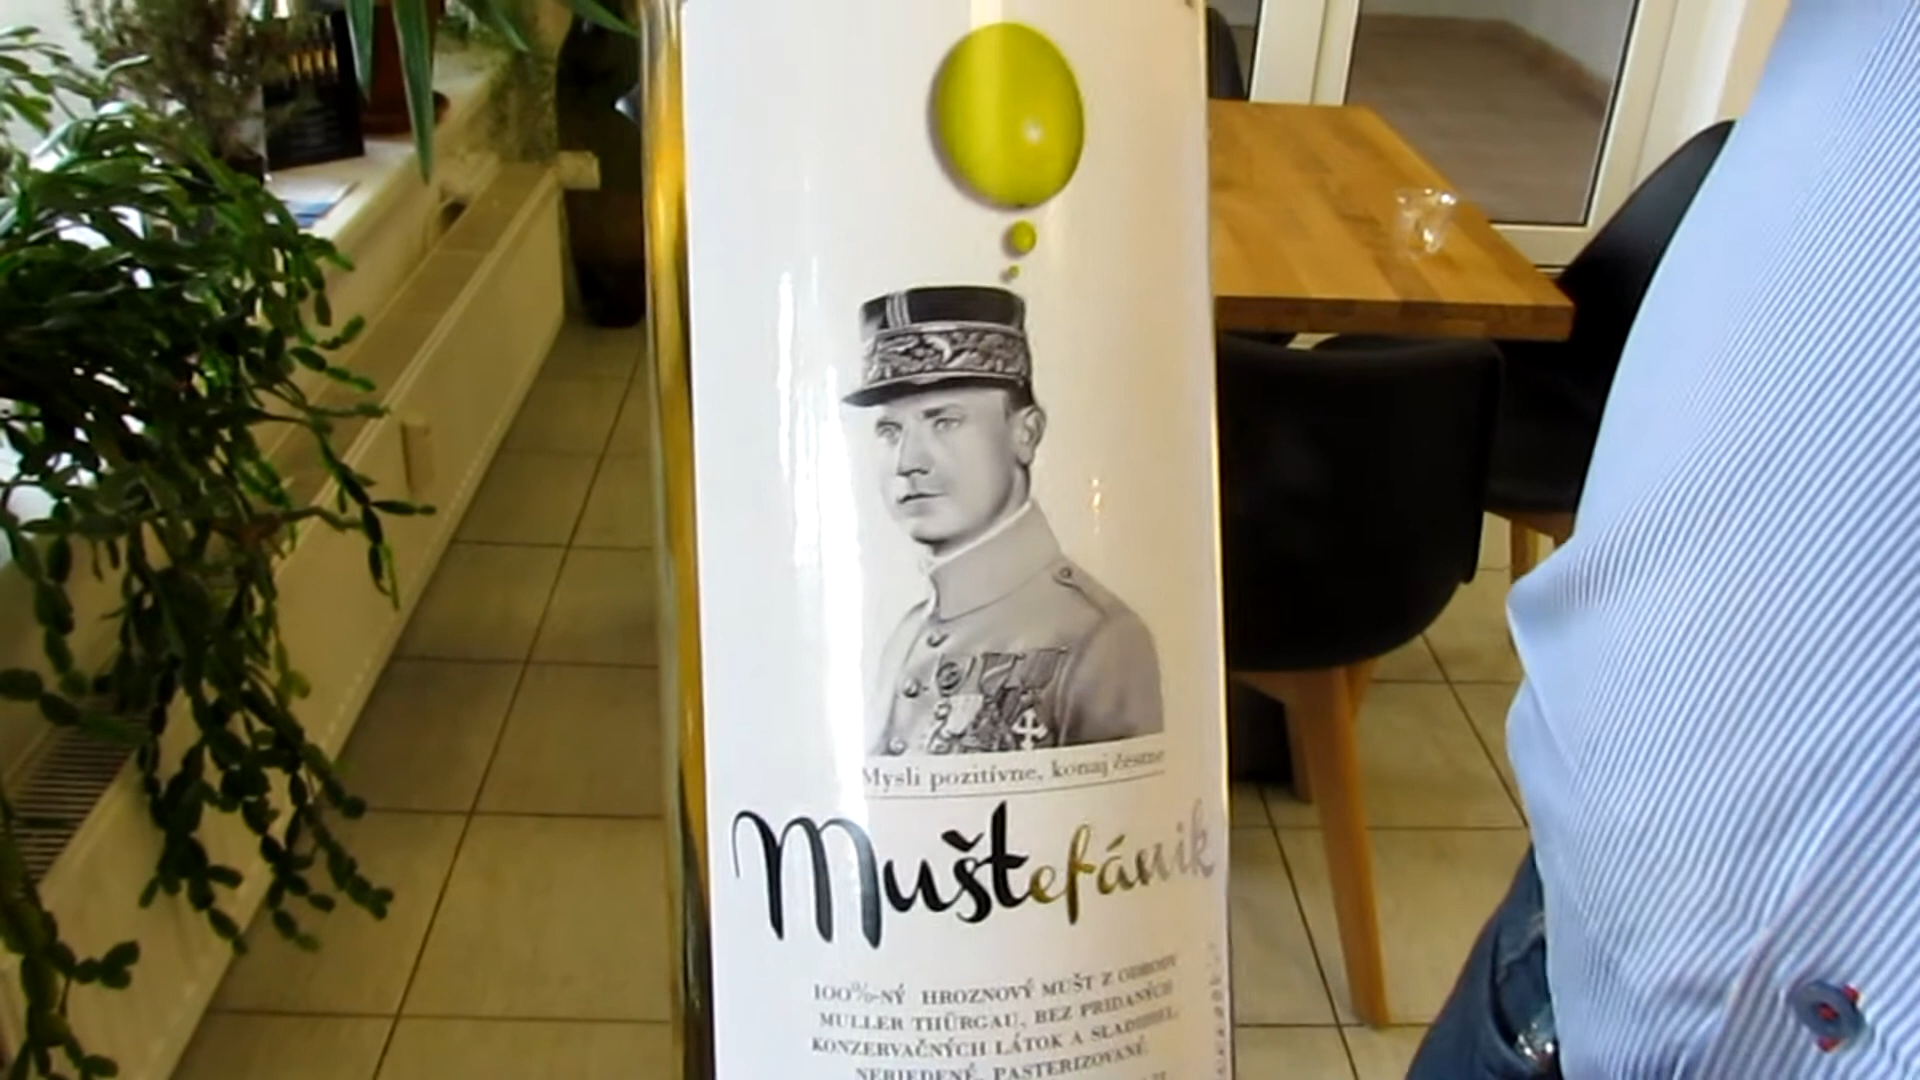 Mysli pozitívne, konaj čestne
Muštefánik
100%-NÝ HROZNOVÝ MUŠT Z ODRODY
MULLER THÜRGAU, BEZ PRIDANÝCH
KONZERVAČNÝCH LÁTOK A SLADIDIEL,
NERIEDENÉ, PASTERIZOVANÉ